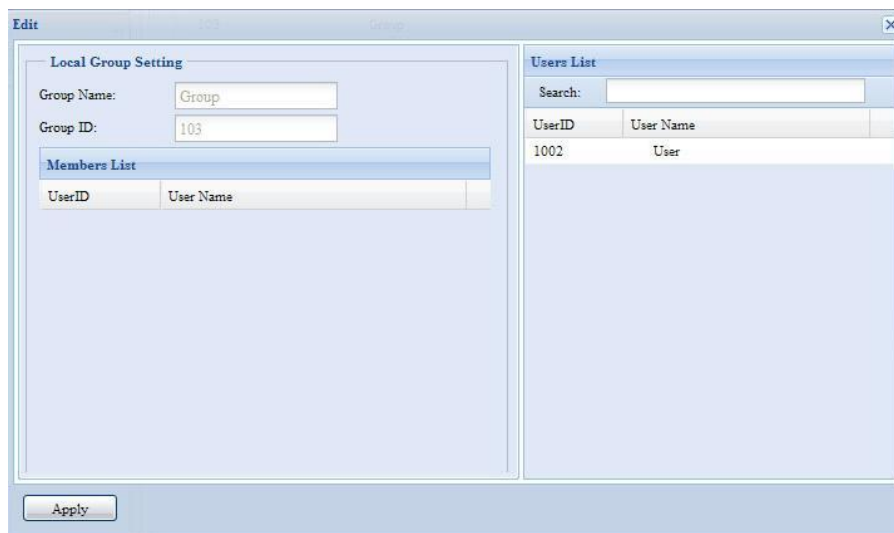 Edit
Local Group Setting
Group Name: Group
Group ID: 103
Members List
UserID User Name
Users List
Search:
UserID User Name
1002 User
Apply